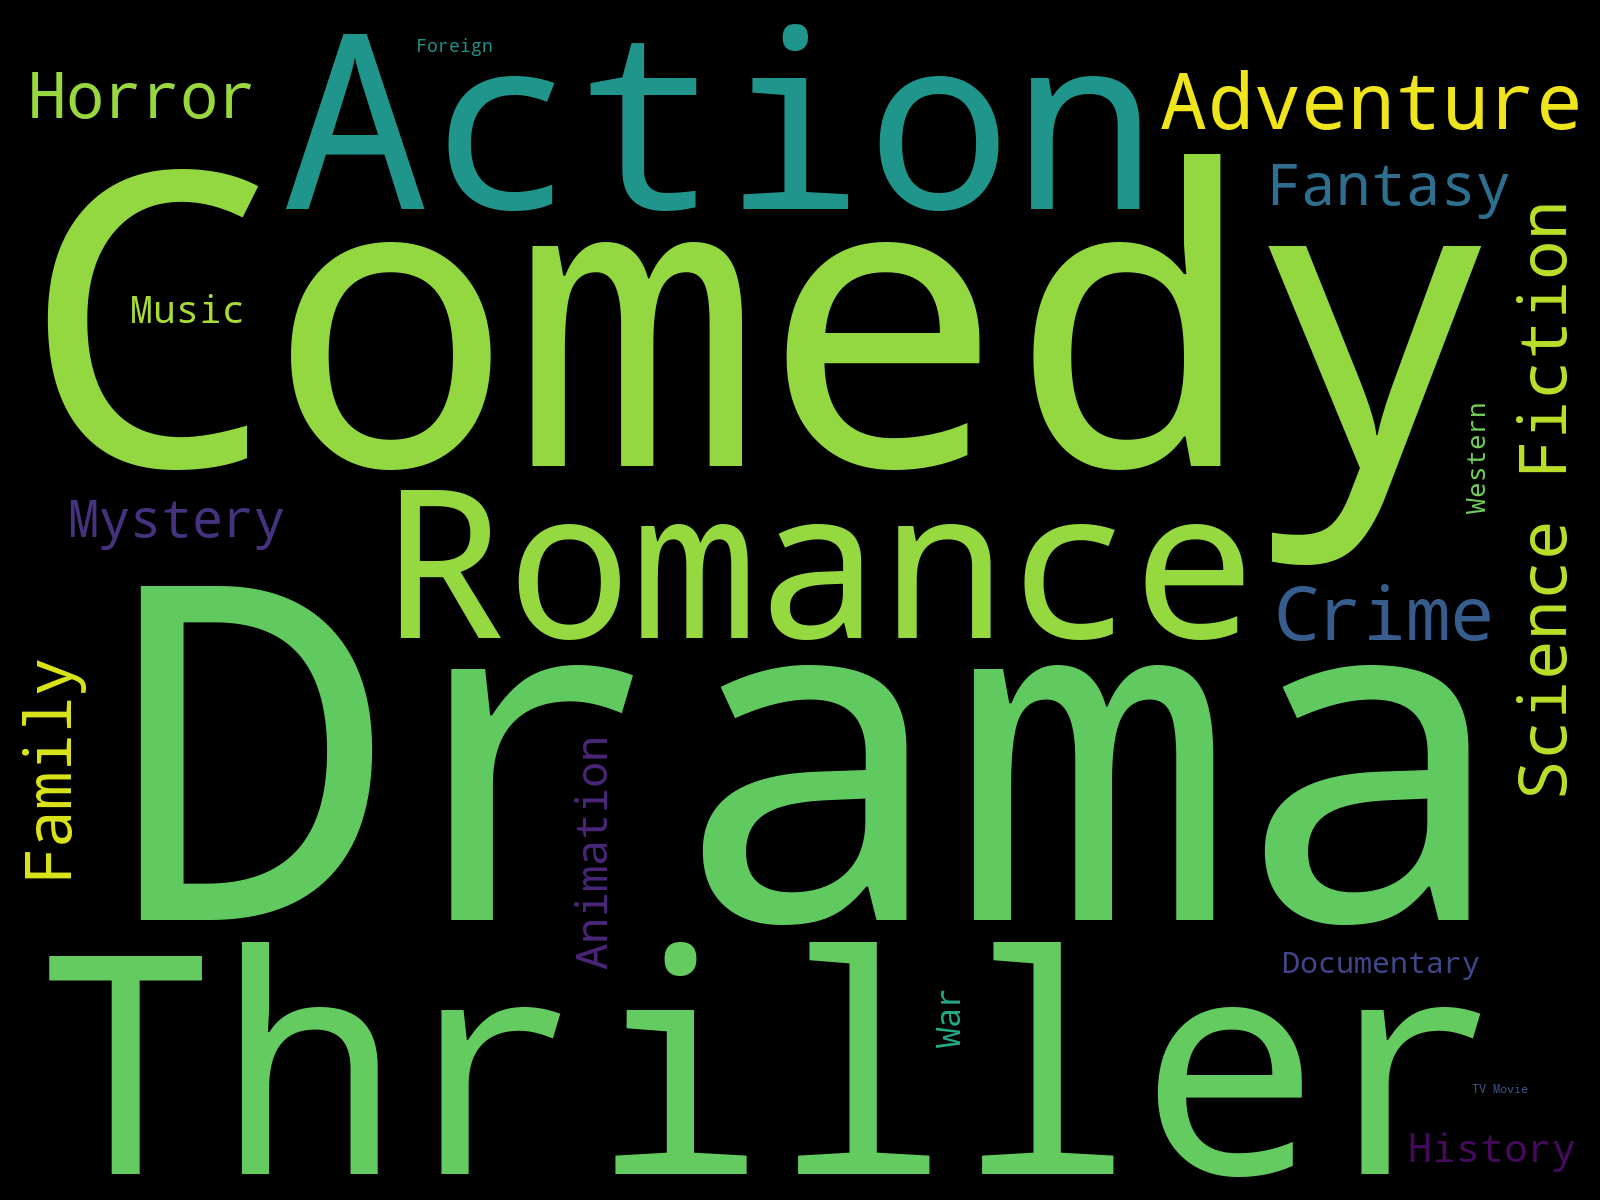 Foreign
Action
Horror
Adventure
Fantasy
Comedy
Music
Science Fiction
Western
Mystery
Romance
Crime
Drama
Family
Animation
Thriller
Documentary
War
TV Movie
History